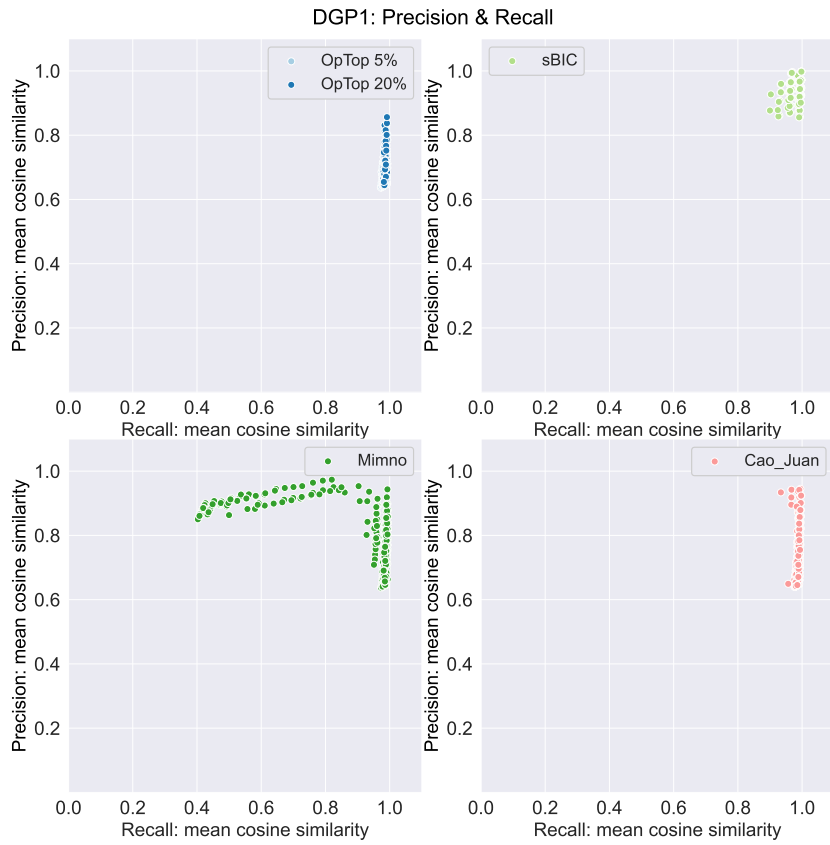 DGP1: Precision & Recall
Precision: mean cosine similarity
1.0
0.8
0.6
0.4
0.2
OpTop 5%
OpTop 20%
0.0 0.2 0.4 0.6 0.8 1.0
Recall: mean cosine similarity
Precision: mean cosine similarity
1.0
0.8
0.6
0.4
0.2
sBIC
0.0 0.2 0.4 0.6 0.8 1.0
Recall: mean cosine similarity
Precision: mean cosine similarity
1.0
0.8
0.6
0.4
0.2
Mimno
0.0 0.2 0.4 0.6 0.8 1.0
Recall: mean cosine similarity
Precision: mean cosine similarity
1.0
0.8
0.6
0.4
0.2
Cao_Juan
0.0 0.2 0.4 0.6 0.8 1.0
Recall: mean cosine similarity